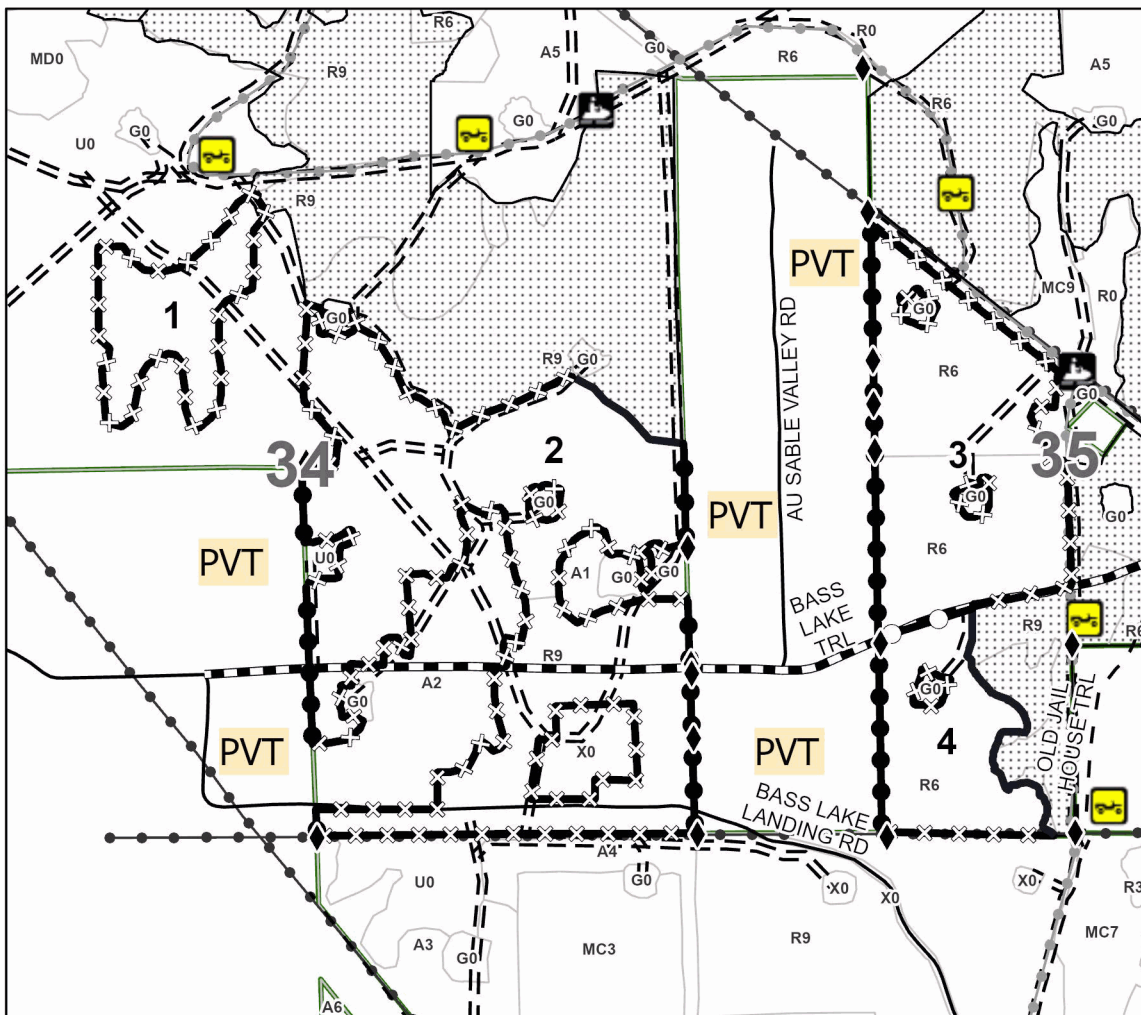 R6
R0
MD0
A5
G0
R6
A5
R9
G0
G0
R6
G0
U0
R9
PVT
MC9
R0
1
G0
G0
AU SABLE VALLEY RD
R9
G0
R6
G0
34
2
3
35
G0
PVT
G0
G0
PVT
U0
A1
G0
G0
R6
BASS
LAKE
TRL
R9
R9
A2
G0
G0
OLD JAIL
HOUSE TRL
PVT
X0
PVT
4
R6
BASS LAKE
LANDING RD
A4
U0
G0
X0
X0
X0
A3
G0
MC3
R9
MC7
A6